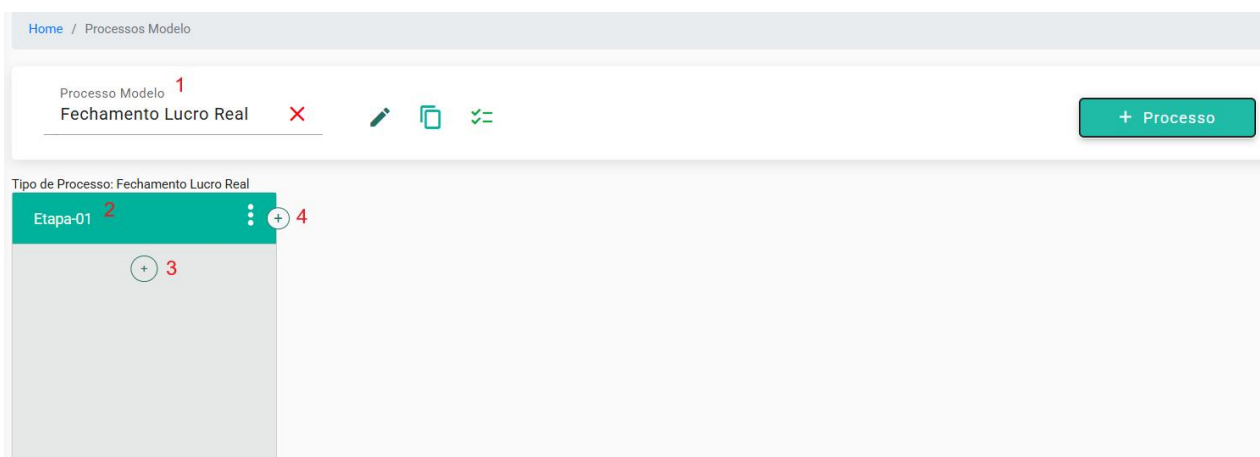 Home / Processos Modelo
Processo Modelo 1
Fechamento Lucro Real
+ Processo
Tipo de Processo: Fechamento Lucro Real
Etapa-01 2 + 4
+ 3